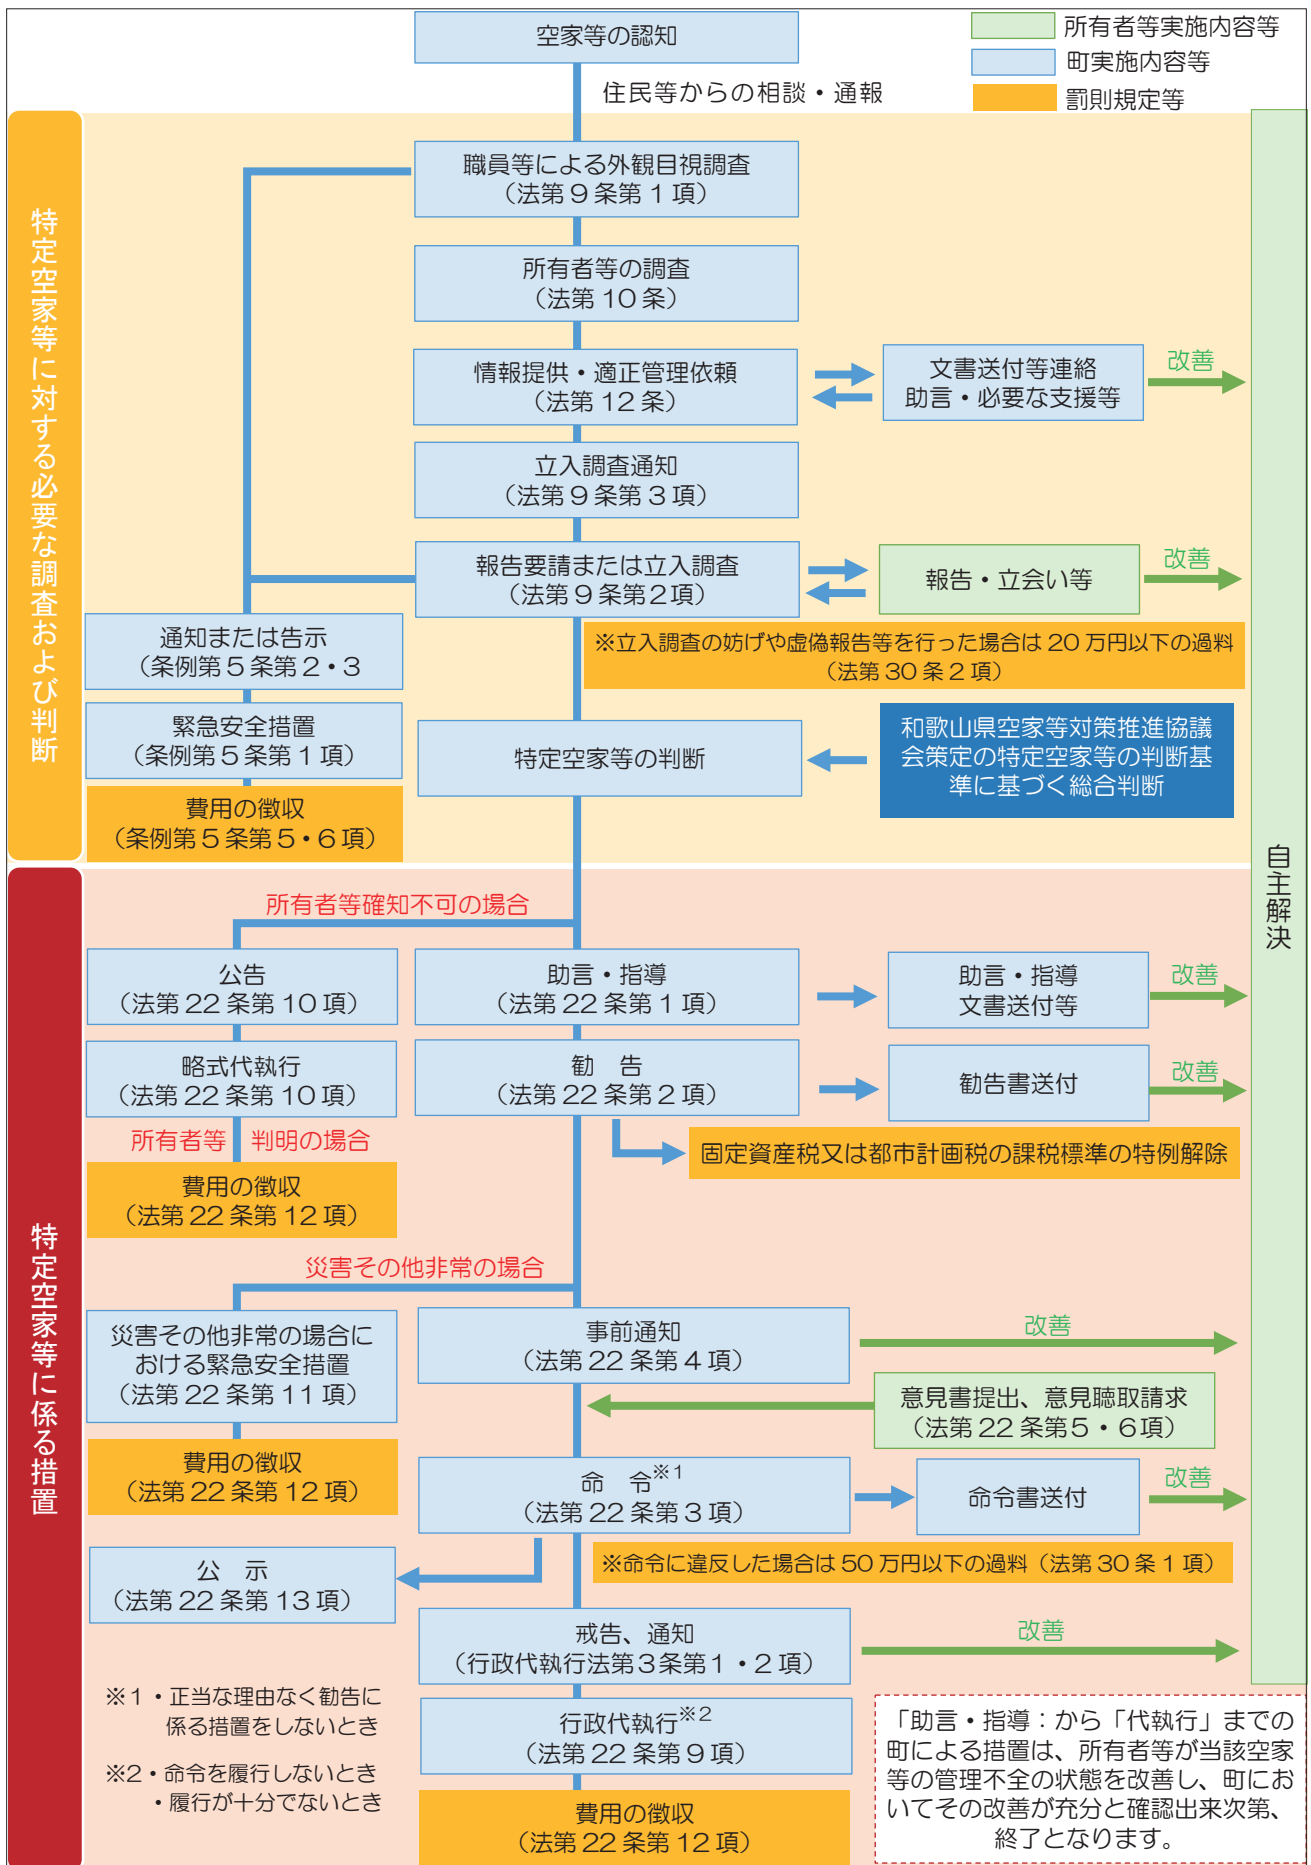 空家等の認知
所有者等実施内容等
町実施内容等
罰則規定等
住民等からの相談・通報
特定空家等に対する必要な調査および判断
職員等による外観目視調査
（法第９条第１項）
所有者等の調査
（法第10条）
情報提供・適正管理依頼
（法第12条）
文書送付等連絡
助言・必要な支援等
改善
立入調査通知
（法第９条第３項）
報告要請または立入調査
（法第９条第２項）
報告・立会い等
改善
※立入調査の妨げや虚偽報告等を行った場合は20万円以下の過料
（法第30条２項）
通知または告示
（条例第５条第２・３
緊急安全措置
（条例第５条第１項）
費用の徴収
（条例第５条第５・６項）
特定空家等の判断
和歌山県空家等対策推進協議
会策定の特定空家等の判断基
準に基づく総合判断
自主解決
特定空家等に係る措置
所有者等確知不可の場合
公告
（法第22条第10項）
略式代執行
（法第22条第10項）
所有者等 判明の場合
費用の徴収
（法第22条第12項）
助言・指導
（法第22条第１項）
助言・指導
文書送付等
改善
勧　告
（法第22条第２項）
勧告書送付
改善
固定資産税又は都市計画税の課税標準の特例解除
災害その他非常の場合
災害その他非常の場合に
おける緊急安全措置
（法第22条第11項）
費用の徴収
（法第22条第12項）
事前通知
（法第22条第４項）
改善
意見書提出、意見聴取請求
（法第22条第５・６項）
命　令※1
（法第22条第３項）
命令書送付
改善
※命令に違反した場合は50万円以下の過料（法第30条１項）
公　示
（法第22条第13項）
戒告、通知
（行政代執行法第３条第１・２項）
改善
行政代執行※2
（法第22条第９項）
費用の徴収
（法第22条第12項）
※１・正当な理由なく勧告に
係る措置をしないとき
※２・命令を履行しないとき
・履行が十分でないとき
「助言・指導：から「代執行」までの
町による措置は、所有者等が当該空家
等の管理不全の状態を改善し、町にお
いてその改善が充分と確認出来次第、
終了となります。